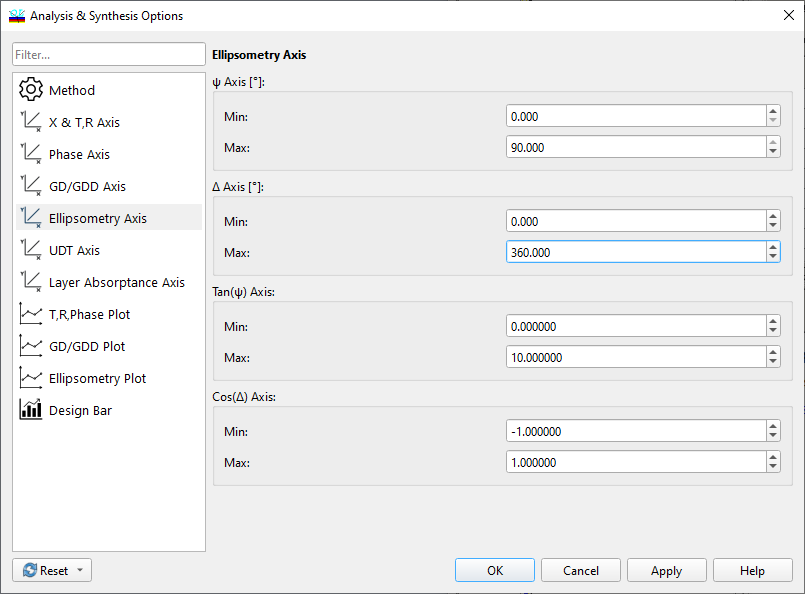 Analysis & Synthesis Options
Filter...
Method
X & T,R Axis
Phase Axis
GD/GDD Axis
Ellipsometry Axis
UDT Axis
Layer Absorptance Axis
T,R,Phase Plot
GD/GDD Plot
Ellipsometry Plot
Design Bar
Reset
Ellipsometry Axis
ψ Axis [°]:
Min: 0.000
Max: 90.000
Δ Axis [°]:
Min: 0.000
Max: 360.000
Tan(ψ) Axis:
Min: 0.000000
Max: 10.000000
Cos(Δ) Axis:
Min: -1.000000
Max: 1.000000
OK Cancel Apply Help